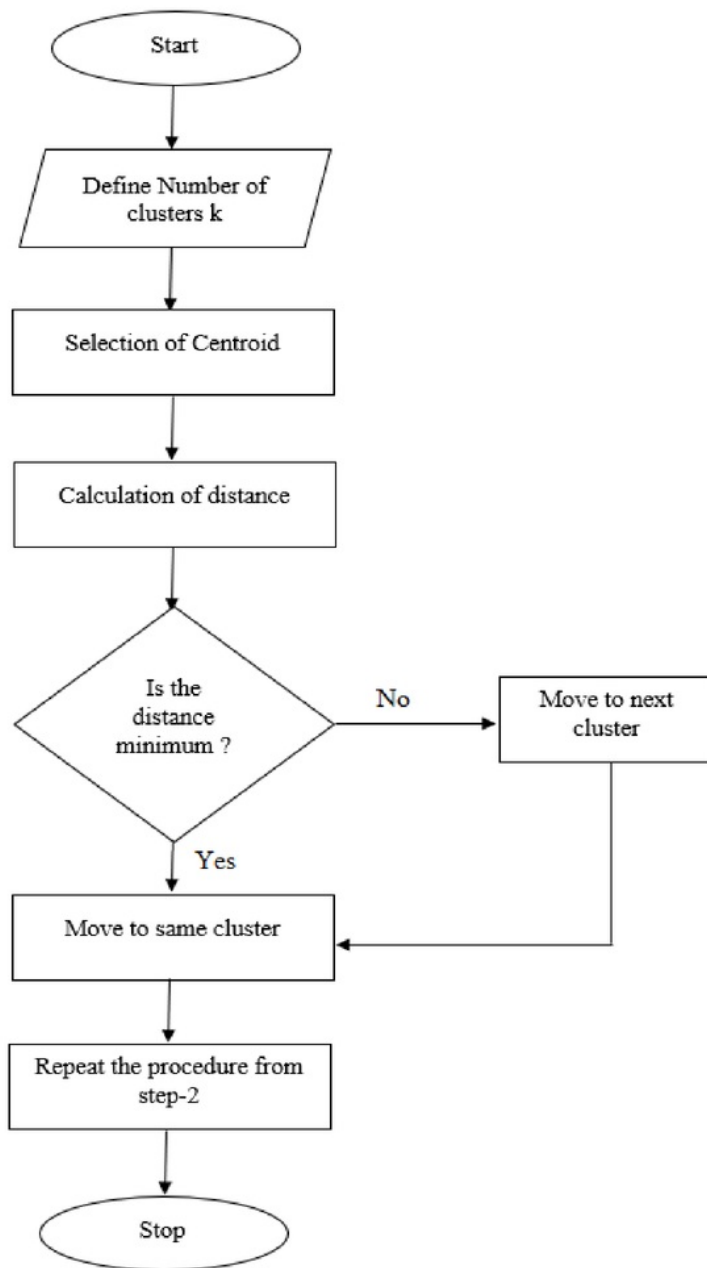 Start
Define Number of
clusters k
Selection of Centroid
Calculation of distance
Is the
distance
minimum ?
No
Move to next
cluster
Yes
Move to same cluster
Repeat the procedure from
step-2
Stop